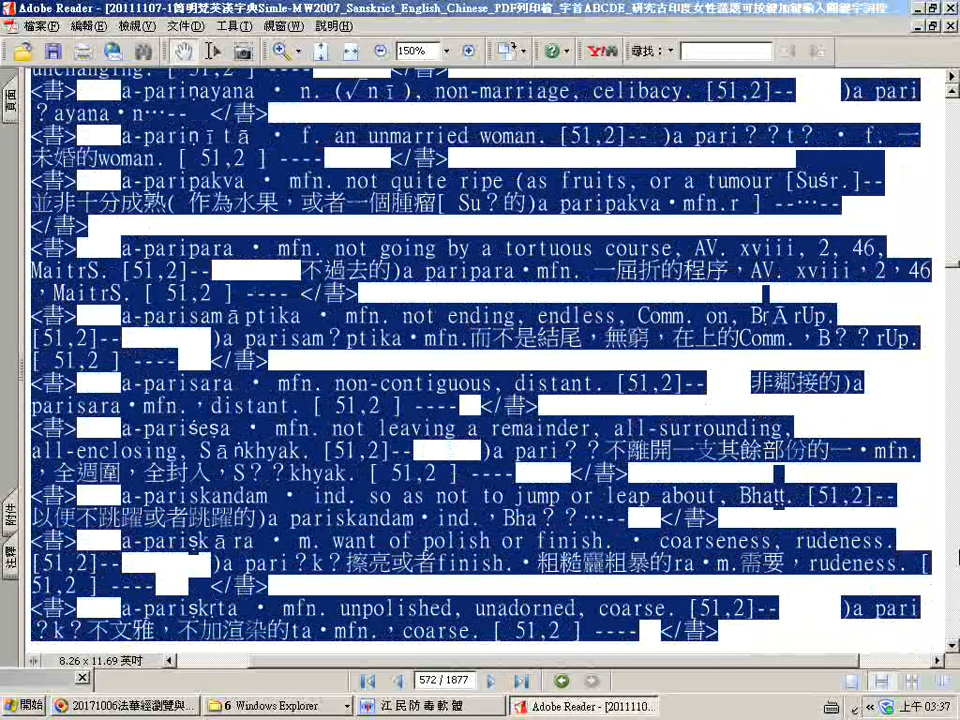 Adobe Reader - [20111107-1簡明梵英漢字典Simle-MW2007_Sanskrict_English_Chinese_PDF列印檔_字首ABCDE_研究古印度女性議題可按鍵輸入關鍵字詞搜
檔案(F) 編輯(E) 檢視(V) 文件(D) 工具(T) 視窗(W) 說明(H)
150% Y! 尋找：
頁面
unchanging. [ 51,2 ] ---- </書>
<書> a-pariṇayana • n. (√nī), non-marriage, celibacy. [51,2]-- )a pari
？ayana•n…-- </書>
<書> a-pariṇītā • f. an unmarried woman. [51,2]-- )a pari？？t？ • f. 一
未婚的woman. [ 51,2 ] ---- </書>
<書> a-paripakva • mfn. not quite ripe (as fruits, or a tumour [Suśr.]--
並非十分成熟( 作為水果，或者一個腫瘤[ Su？的)a paripakva•mfn.r ] --…--
</書>
<書> a-paripara • mfn. not going by a tortuous course, AV. xviii, 2, 46,
MaitrS. [51,2]-- 不過去的)a paripara•mfn. 一屈折的程序，AV. xviii，2，46
，MaitrS. [ 51,2 ] ---- </書>
<書> a-parisamāptika • mfn. not ending, endless, Comm. on, BṛĀrUp.
[51,2]-- )a parisam？ptika•mfn.而不是結尾，無窮，在上的Comm.，B？？rUp.
[ 51,2 ] ---- </書>
<書> a-parisara • mfn. non-contiguous, distant. [51,2]-- 非鄰接的)a
parisara•mfn.，distant. [ 51,2 ] ---- </書>
<書> a-pariśeṣa • mfn. not leaving a remainder, all-surrounding,
all-enclosing, Sāṅkhyak. [51,2]-- )a pari？？不離開一支其餘部份的一•mfn.
，全週圍，全封入，S？？khyak. [ 51,2 ] ---- </書>
<書> a-pariskandam • ind. so as not to jump or leap about, Bhaṭṭ. [51,2]--
以便不跳躍或者跳躍的)a pariskandam•ind.，Bha？？…-- </書>
<書> a-pariṣkāra • m. want of polish or finish. • coarseness, rudeness.
[51,2]-- )a pari？k？擦亮或者finish.•粗糙麤粗暴的ra•m.需要，rudeness. [
51,2 ] ---- </書>
<書> a-pariṣkṛta • mfn. unpolished, unadorned, coarse. [51,2]-- )a pari
？k？不文雅，不加渲染的ta•mfn.，coarse. [ 51,2 ] ---- </書>
附件
注釋
8.26 x 11.69 英吋
572 / 1877
開始 20171006法華經瀏覽與... 6 Windows Explorer 江民防毒軟體 Adobe Reader - [2011110... 上午 03:37